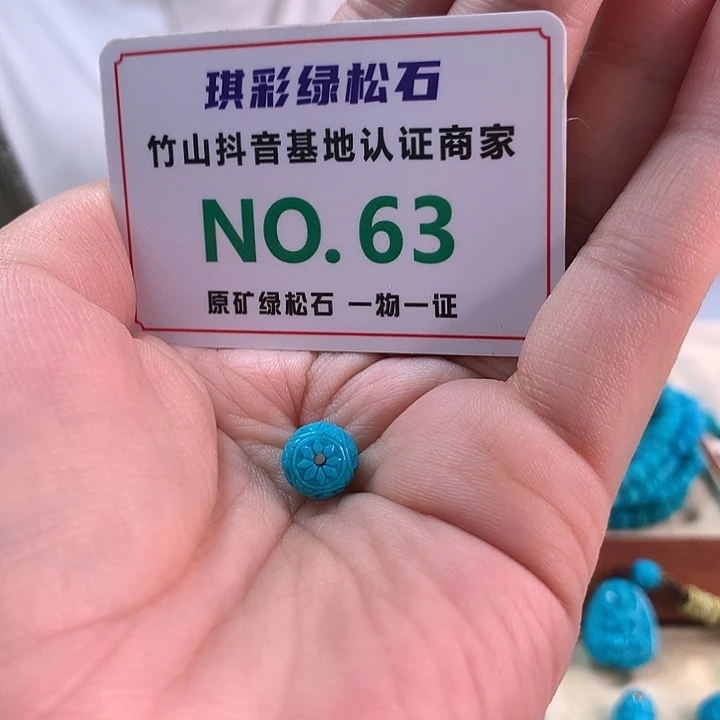 琪彩绿松石
竹山抖音基地认证商家
NO.63
原矿绿松石 一物一证